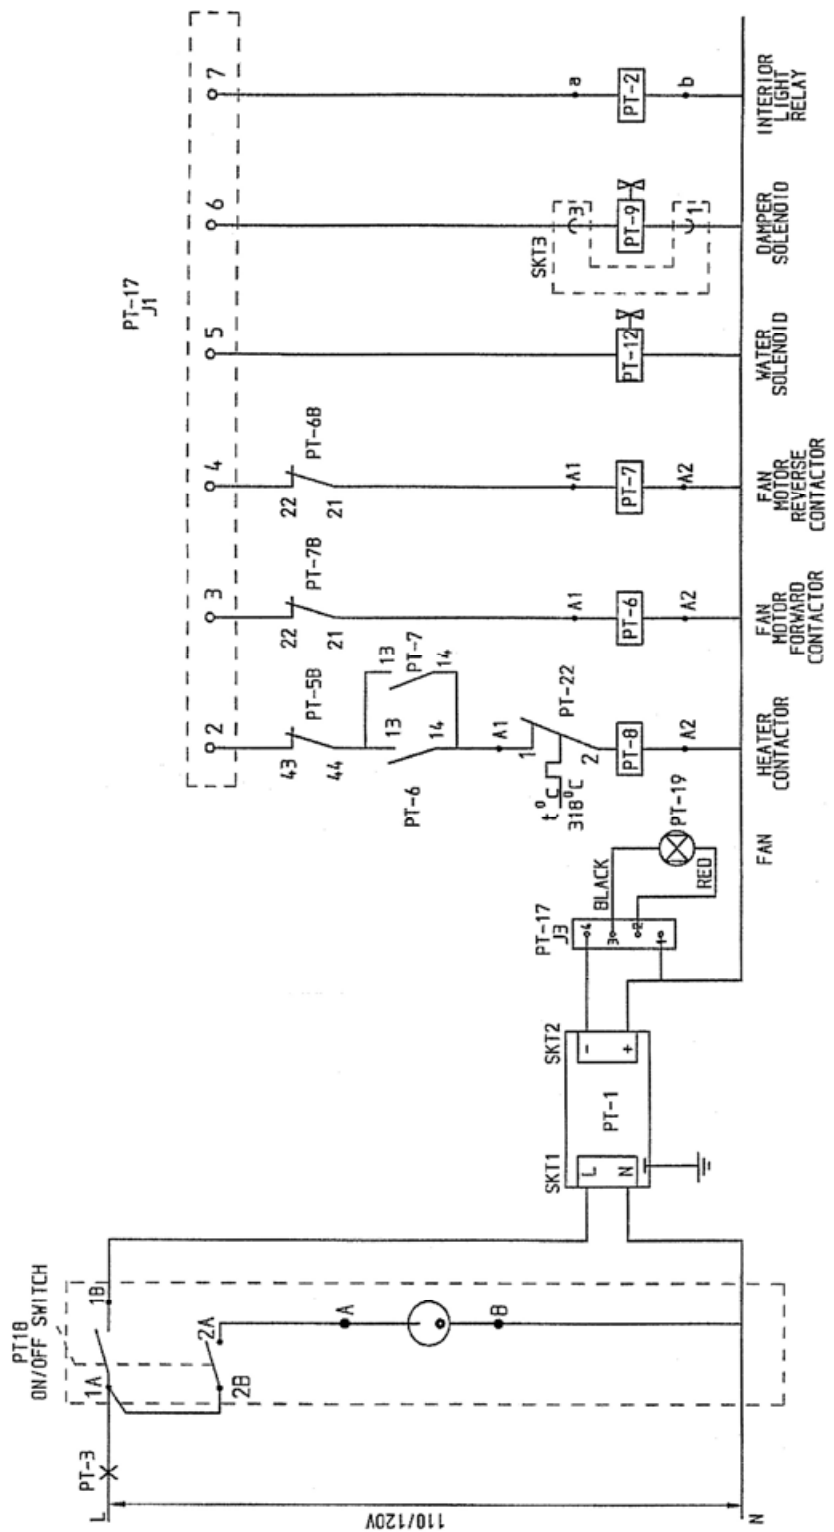 L
110/120V
N
PT-3
PT18
ON/OFF SWITCH
1A
1B
2B
2A
A
B
SKT1
L
N
PT-1
SKT2
-
+
PT-17
J3
4
3
2
1
BLACK
RED
PT-19
FAN
PT-17
J1
2
3
4
5
6
7
43
44
PT-5B
PT-6
13
14
13
14
PT-7
A1
1
2
PT-22
t°C
318°C
PT-8
A2
HEATER
CONTACTOR
22
21
PT-7B
A1
PT-6
A2
FAN
MOTOR
FORWARD
CONTACTOR
22
21
PT-6B
A1
PT-7
A2
FAN
MOTOR
REVERSE
CONTACTOR
PT-12
WATER
SOLENOID
SKT3
3
PT-9
1
DAMPER
SOLENOID
a
PT-2
b
INTERIOR
LIGHT
RELAY